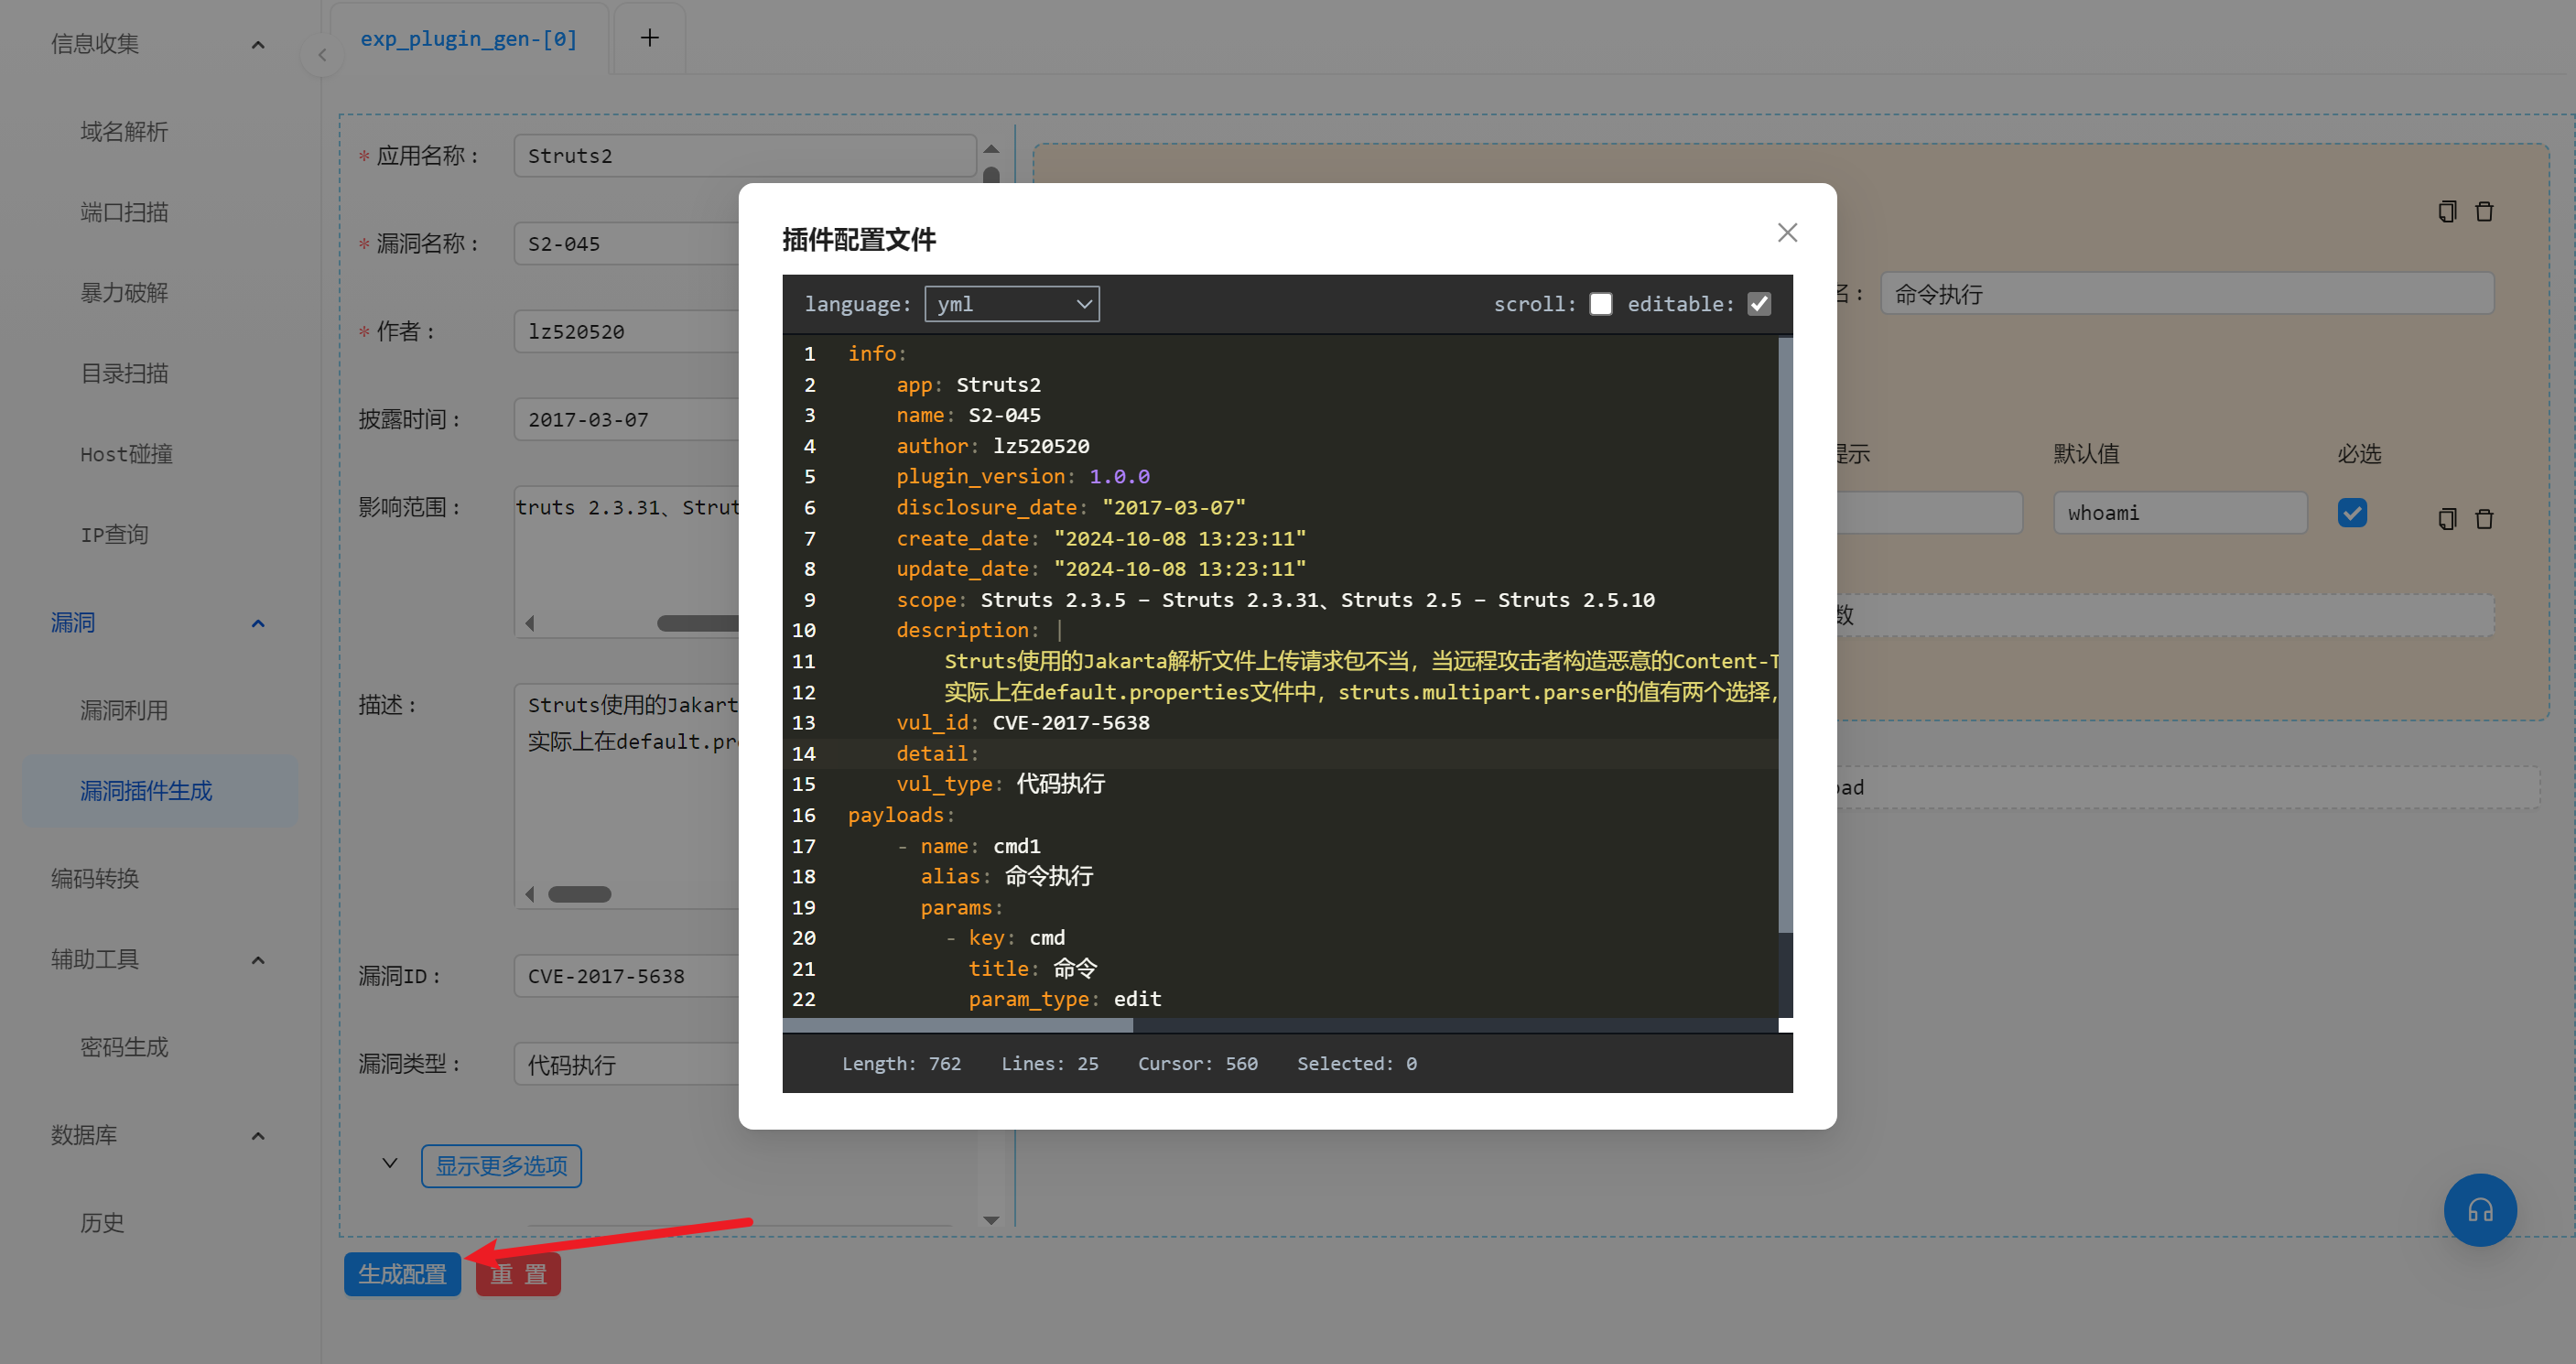 信息收集
域名解析
端口扫描
暴力破解
目录扫描
Host碰撞
IP查询
漏洞
漏洞利用
漏洞插件生成
编码转换
辅助工具
密码生成
数据库
历史
exp_plugin_gen-[0]
* 应用名称： Struts2
* 漏洞名称： S2-045
* 作者： lz520520
披露时间： 2017-03-07
影响范围： truts 2.3.31、Strut
描述： Struts使用的Jakart
实际上在default.pr
漏洞ID： CVE-2017-5638
漏洞类型： 代码执行
显示更多选项
生成配置 重 置
插件配置文件
language: yml scroll: editable:
1 info:
2 app: Struts2
3 name: S2-045
4 author: lz520520
5 plugin_version: 1.0.0
6 disclosure_date: "2017-03-07"
7 create_date: "2024-10-08 13:23:11"
8 update_date: "2024-10-08 13:23:11"
9 scope: Struts 2.3.5 – Struts 2.3.31、Struts 2.5 – Struts 2.5.10
10 description: |
11 Struts使用的Jakarta解析文件上传请求包不当，当远程攻击者构造恶意的Content-T
12 实际上在default.properties文件中，struts.multipart.parser的值有两个选择，
13 vul_id: CVE-2017-5638
14 detail:
15 vul_type: 代码执行
16 payloads:
17 - name: cmd1
18 alias: 命令执行
19 params:
20 - key: cmd
21 title: 命令
22 param_type: edit
Length: 762 Lines: 25 Cursor: 560 Selected: 0
名： 命令执行
提示 默认值 必选
whoami
数
oad